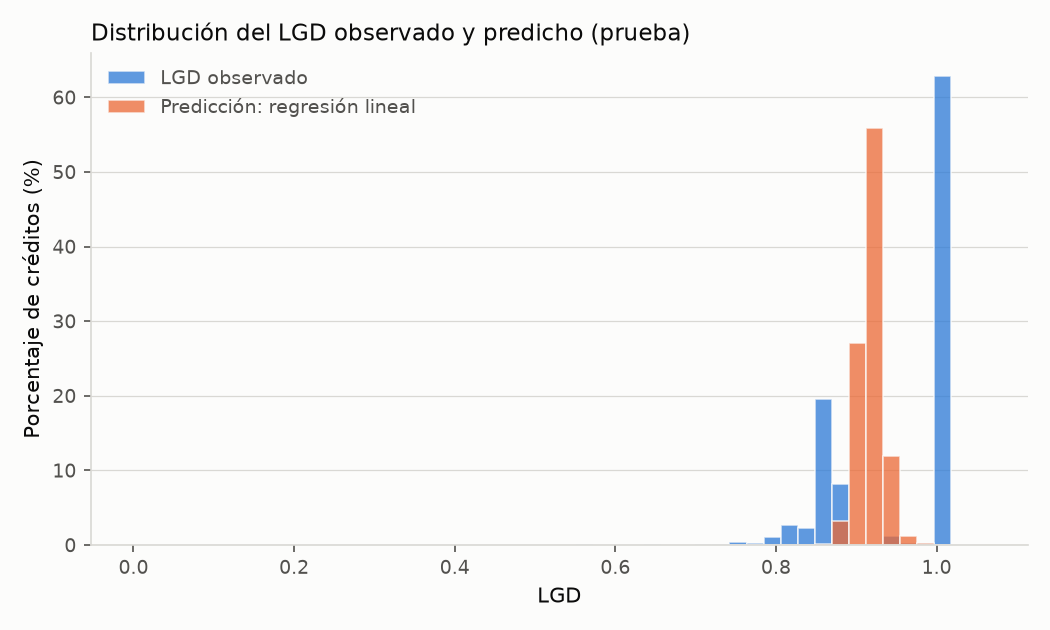 Distribución del LGD observado y predicho (prueba)
LGD observado
Predicción: regresión lineal
Porcentaje de créditos (%)
60
50
40
30
20
10
0
0.0 0.2 0.4 0.6 0.8 1.0
LGD